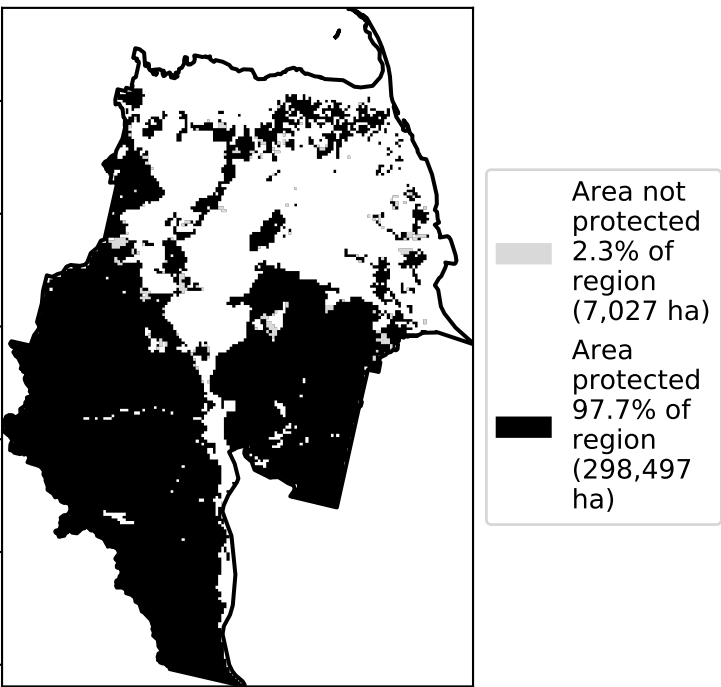 Area not
protected
2.3% of
region
(7,027 ha)
Area
protected
97.7% of
region
(298,497
ha)